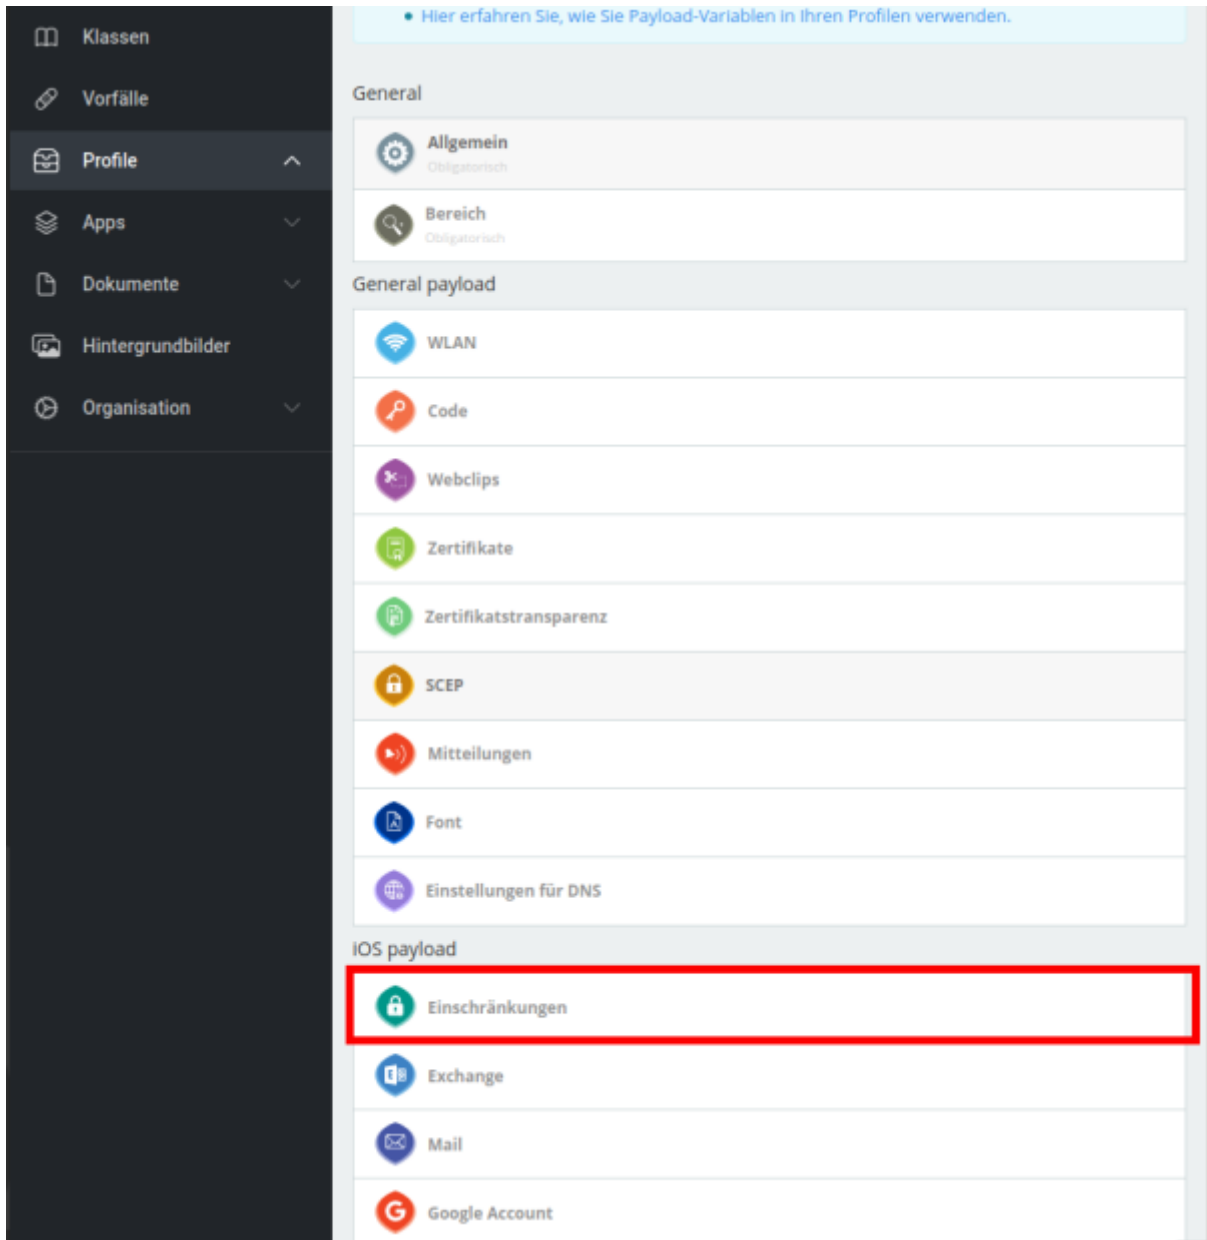 Klassen
Vorfälle
Profile
Apps
Dokumente
Hintergrundbilder
Organisation
Hier erfahren Sie, wie Sie Payload-Variablen in Ihren Profilen verwenden.
General
Allgemein
Obligatorisch
Bereich
Obligatorisch
General payload
WLAN
Code
Webclips
Zertifikate
Zertifikatstransparenz
SCEP
Mitteilungen
Font
Einstellungen für DNS
iOS payload
Einschränkungen
Exchange
Mail
Google Account